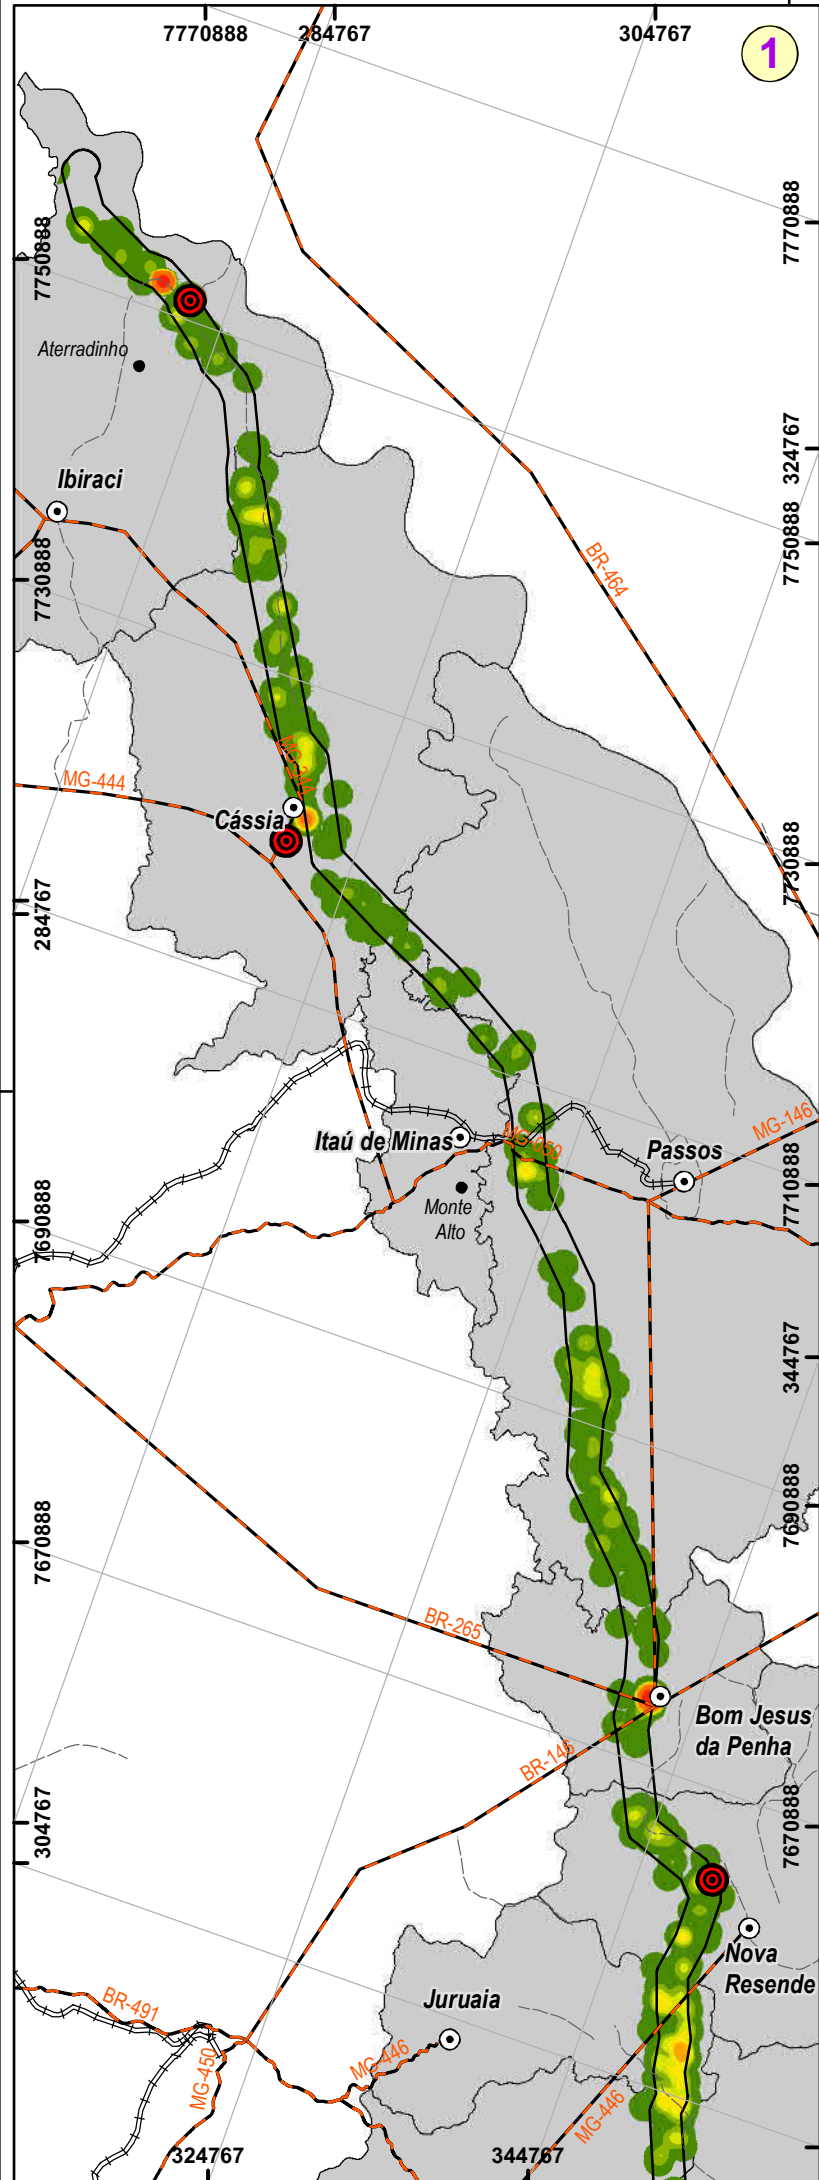 7770888
284767
304767
1
7750888
7770888
Aterradinho
324767
Ibiraci
7750888
BR-464
7730888
MG-444
MG-344
Cássia
7730888
284767
Itaú de Minas
MG-050
Passos
MG-146
7710888
Monte
Alto
7690888
344767
7690888
7670888
BR-265
Bom Jesus
da Penha
BR-146
304767
7670888
Nova
Resende
Juruaia
BR-491
MG-450
MG-446
MG-446
324767
344767